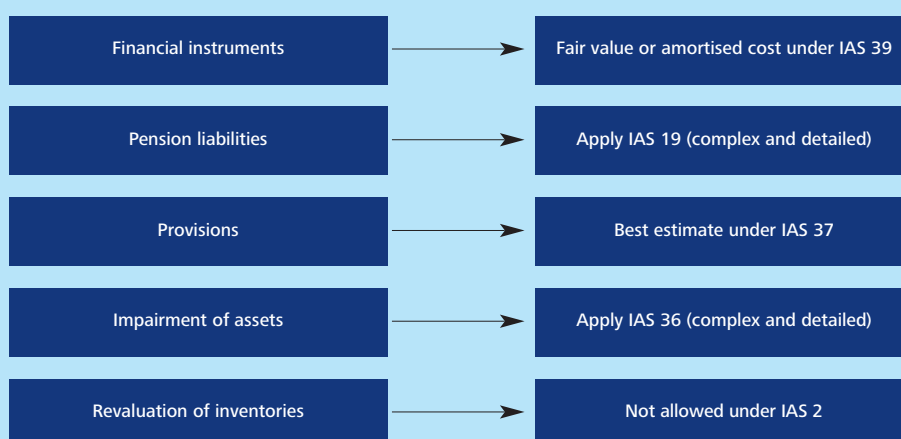 Financial instruments
Fair value or amortised cost under IAS 39
Pension liabilities
Apply IAS 19 (complex and detailed)
Provisions
Best estimate under IAS 37
Impairment of assets
Apply IAS 36 (complex and detailed)
Revaluation of inventories
Not allowed under IAS 2